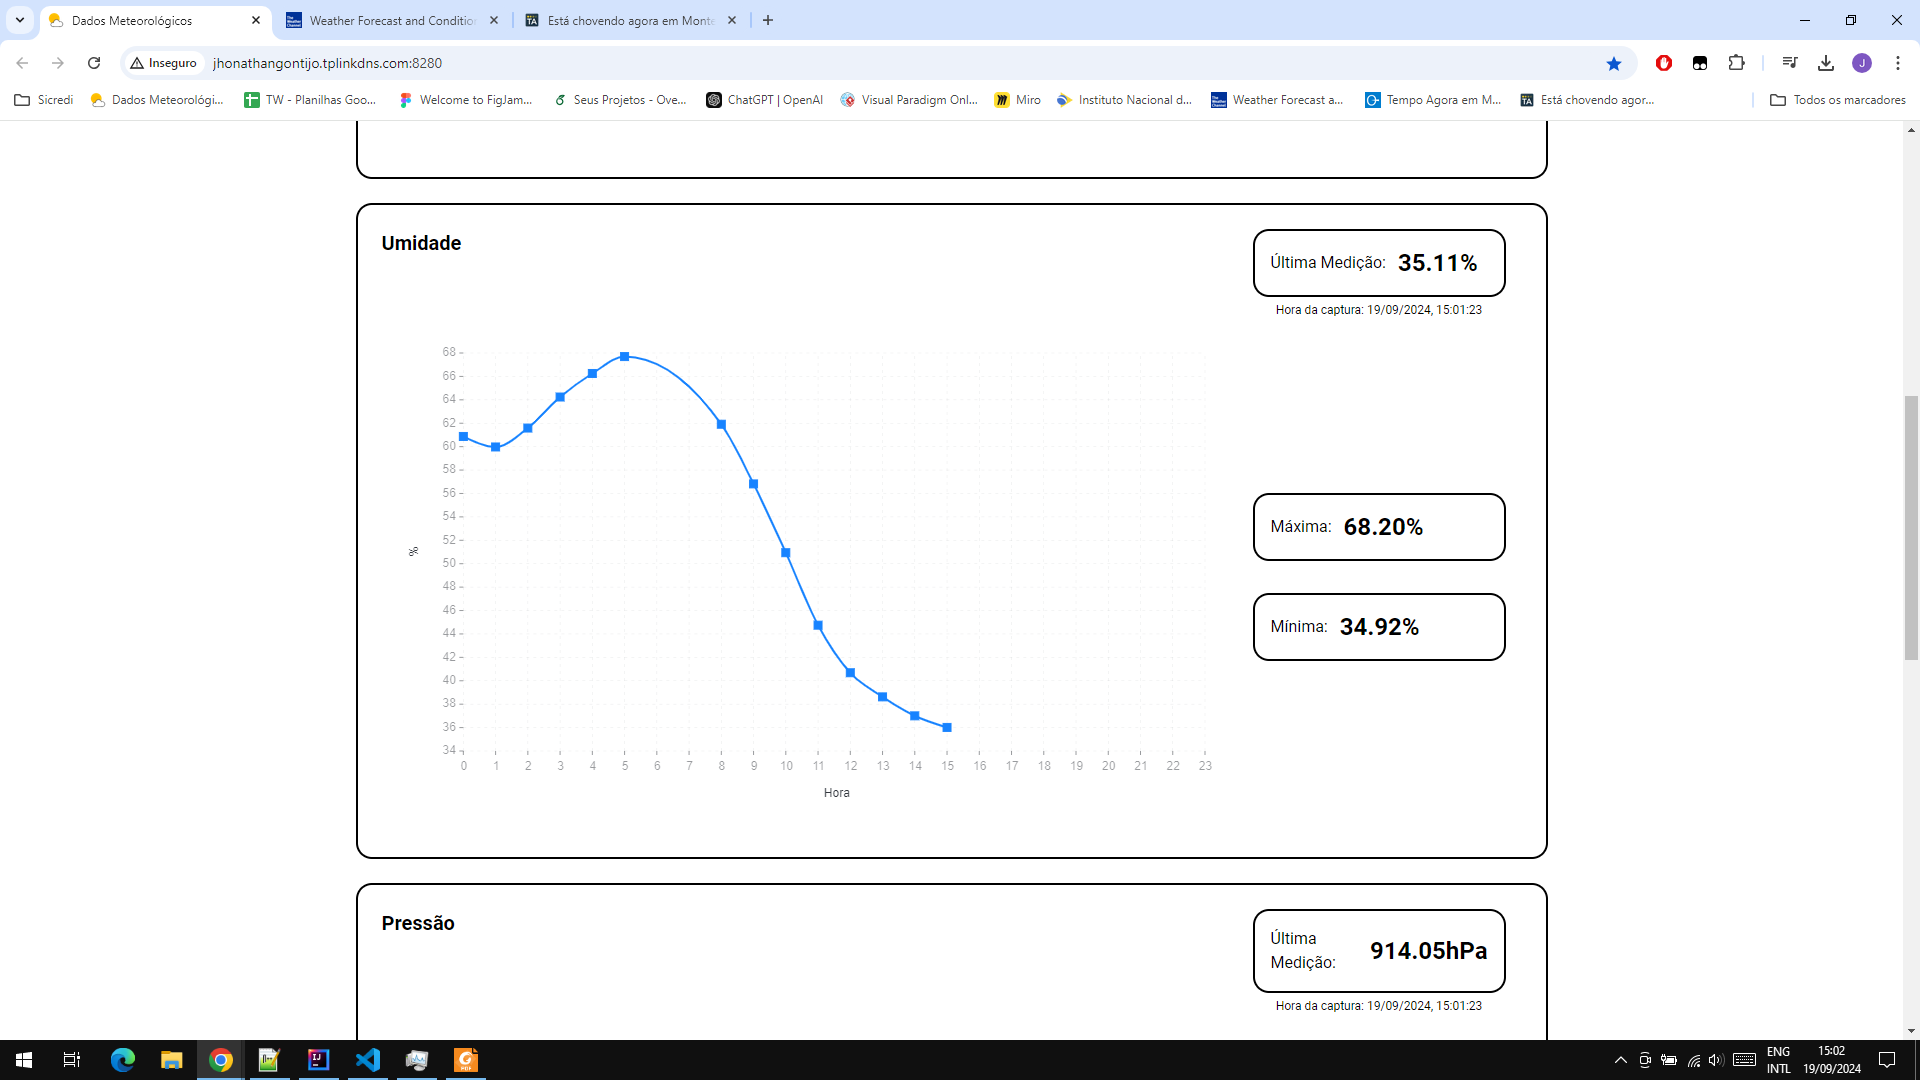 Dados Meteorológicos
Weather Forecast and Conditio
Está chovendo agora em Monte
Inseguro
jhonathangontijo.tplinkdns.com:8280
J
Sicredi
Dados Meteorológi...
TW - Planilhas Goo...
Welcome to FigJam...
Seus Projetos - Ove...
ChatGPT | OpenAI
Visual Paradigm Onl...
Miro
Instituto Nacional d...
Weather Forecast a...
Tempo Agora em M...
Está chovendo agor...
Todos os marcadores
Umidade
Última Medição: 35.11%
Hora da captura: 19/09/2024, 15:01:23
68
66
64
62
60
58
56
54
52
50
48
46
44
42
40
38
36
34
%
0 1 2 3 4 5 6 7 8 9 10 11 12 13 14 15 16 17 18 19 20 21 22 23
Hora
Máxima: 68.20%
Mínima: 34.92%
Pressão
Última
Medição:
914.05hPa
Hora da captura: 19/09/2024, 15:01:23
ENG
INTL
15:02
19/09/2024